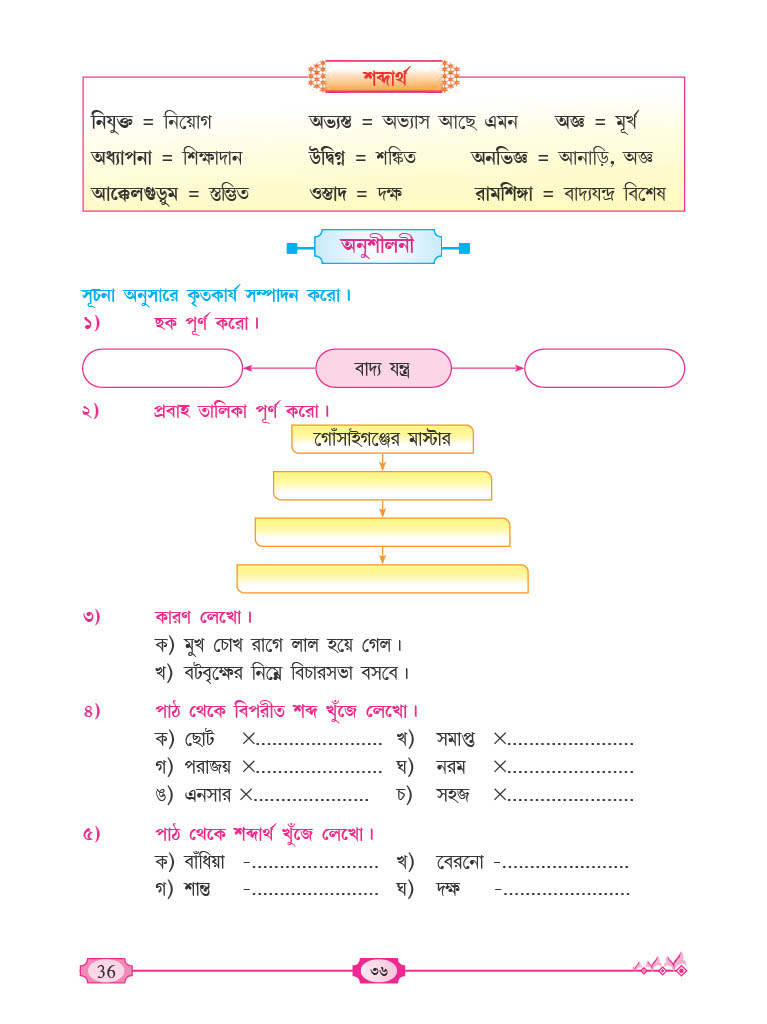 শব্দার্থ
নিযুক্ত = নিয়োগ অভ্যস্ত = অভ্যাস আছে এমন অজ্ঞ = মূর্খ
অধ্যাপনা = শিক্ষাদান উদ্বিগ্ন = শঙ্কিত অনভিজ্ঞ = আনাড়ি, অজ্ঞ
আক্কেলগুড়ুম = স্তম্ভিত ওস্তাদ = দক্ষ রামশিঙ্গা = বাদ্যযন্দ্র বিশেষ
অনুশীলনী
সূচনা অনুসারে কৃতকার্য সম্পাদন করো।
১) ছক পূর্ণ করো।
বাদ্য যন্ত্র
২) প্রবাহ তালিকা পূর্ণ করো।
গোঁসাইগঞ্জের মাস্টার
৩) কারণ লেখো।
ক) মুখ চোখ রাগে লাল হয়ে গেল।
খ) বটবৃক্ষের নিম্নে বিচারসভা বসবে।
৪) পাঠ থেকে বিপরীত শব্দ খুঁজে লেখো।
ক) ছোট ×....................... খ) সমাপ্ত ×.......................
গ) পরাজয় ×....................... ঘ) নরম ×.......................
ঙ) এনসার ×..................... চ) সহজ ×.......................
৫) পাঠ থেকে শব্দার্থ খুঁজে লেখো।
ক) বাঁধিয়া -....................... খ) বেরনো -.......................
গ) শান্ত -....................... ঘ) দক্ষ -.......................
36 ৩৬